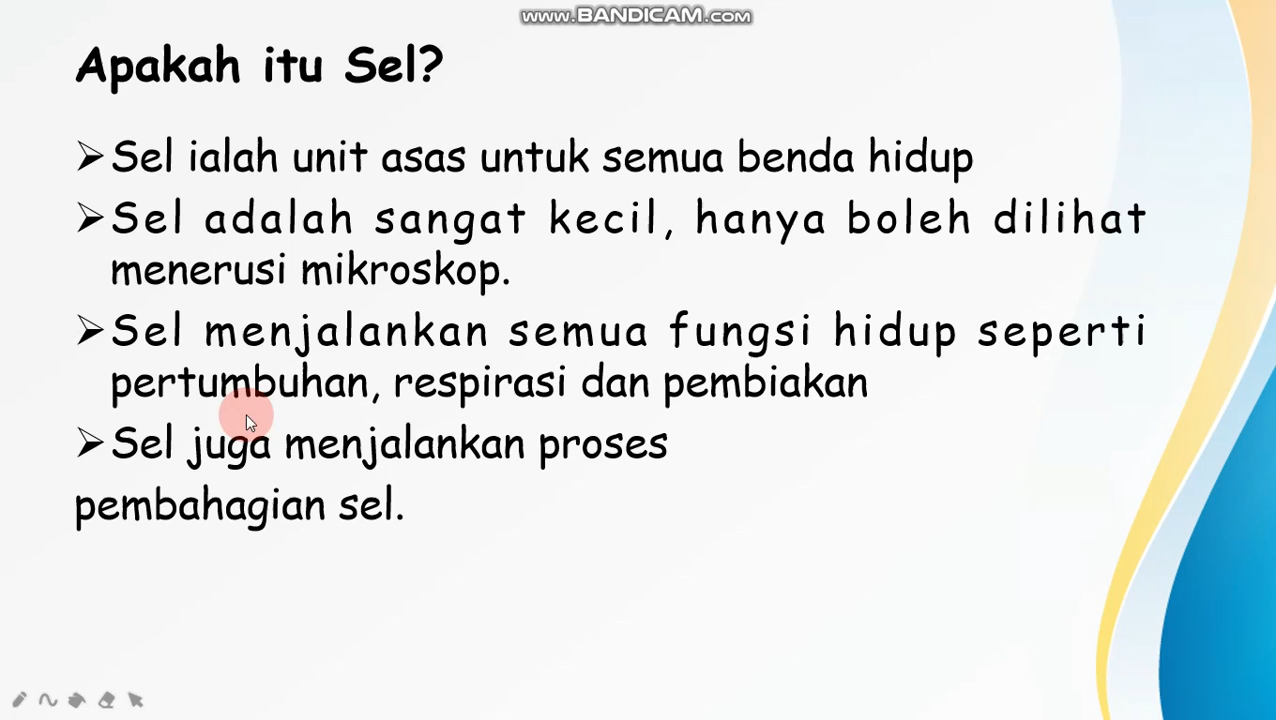 www.BANDICAM.com
Apakah itu Sel?
➢Sel ialah unit asas untuk semua benda hidup
➢Sel adalah sangat kecil, hanya boleh dilihat
menerusi mikroskop.
➢Sel menjalankan semua fungsi hidup seperti
pertumbuhan, respirasi dan pembiakan
➢Sel juga menjalankan proses
pembahagian sel.